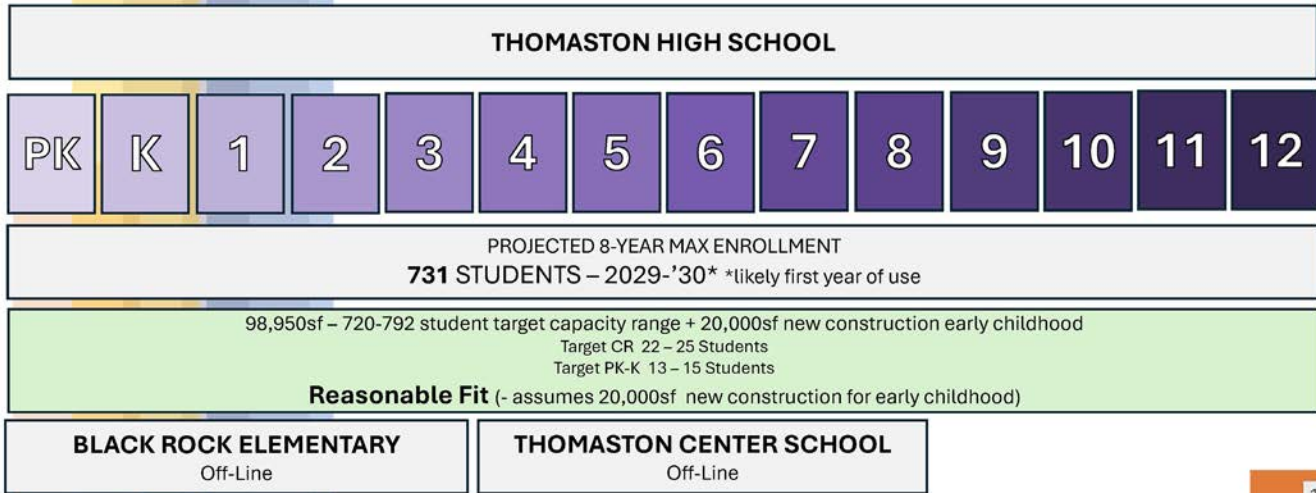 THOMASTON HIGH SCHOOL
PK K 1 2 3 4 5 6 7 8 9 10 11 12
PROJECTED 8-YEAR MAX ENROLLMENT
731 STUDENTS – 2029-'30* *likely first year of use
98,950sf – 720-792 student target capacity range + 20,000sf new construction early childhood
Target CR 22 – 25 Students
Target PK-K 13 – 15 Students
Reasonable Fit (- assumes 20,000sf new construction for early childhood)
BLACK ROCK ELEMENTARY
Off-Line
THOMASTON CENTER SCHOOL
Off-Line